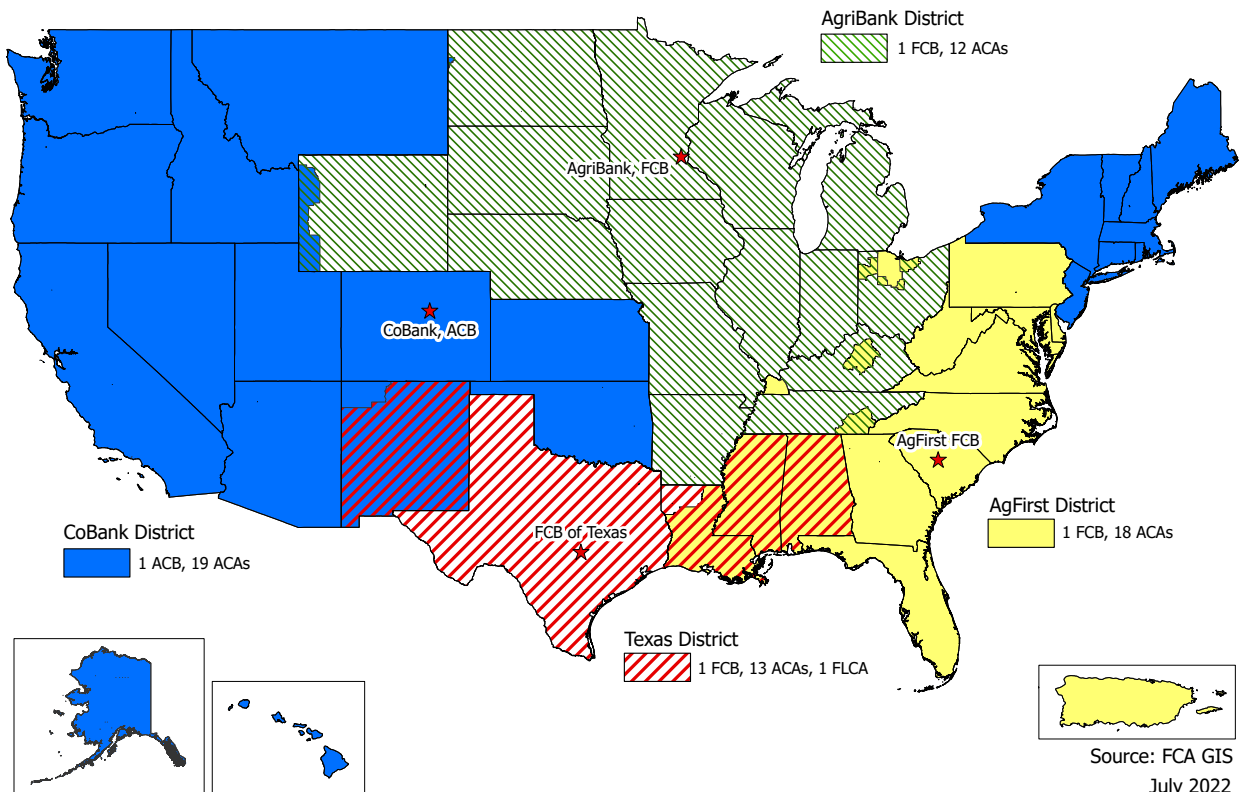 AgriBank District
1 FCB, 12 ACAs
AgriBank, FCB
CoBank, ACB
AgFirst FCB
CoBank District
1 ACB, 19 ACAs
FCB of Texas
AgFirst District
1 FCB, 18 ACAs
Texas District
1 FCB, 13 ACAs, 1 FLCA
Source: FCA GIS
July 2022